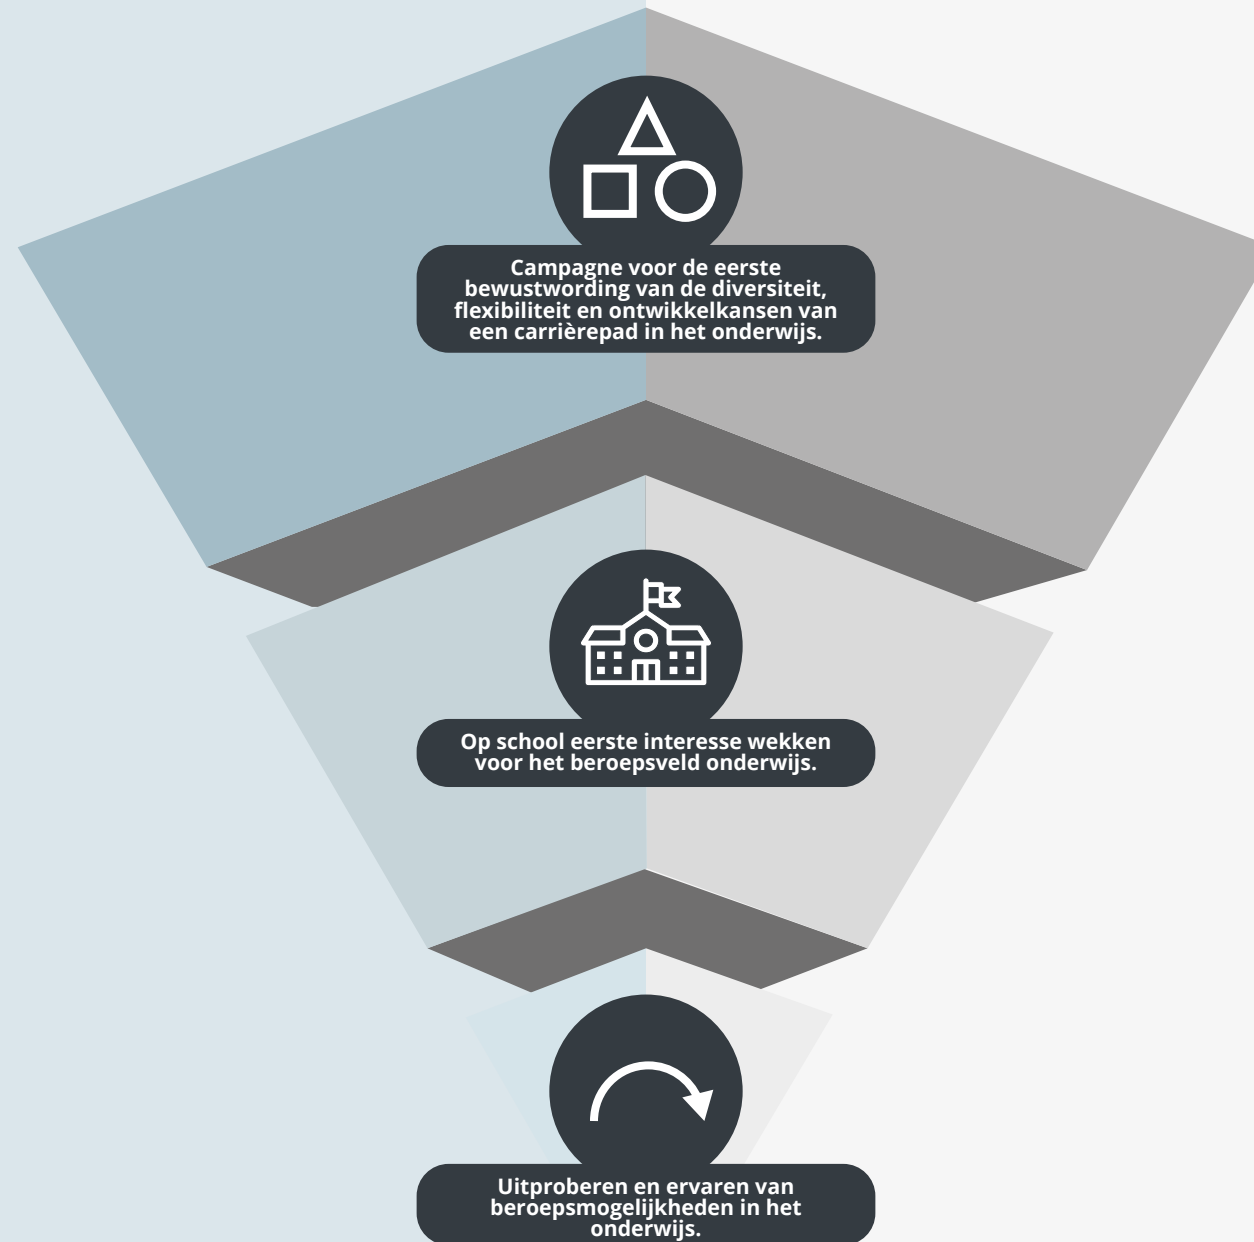 Campagne voor de eerste
bewustwording van de diversiteit,
flexibiliteit en ontwikkelkansen van
een carrièrepad in het onderwijs.
Op school eerste interesse wekken
voor het beroepsveld onderwijs.
Uitproberen en ervaren van
beroepsmogelijkheden in het
onderwijs.